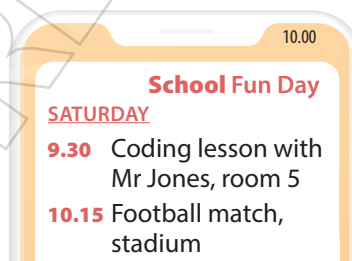 10.00
School Fun Day
SATURDAY
9.30 Coding lesson with
Mr Jones, room 5
10.15 Football match,
stadium